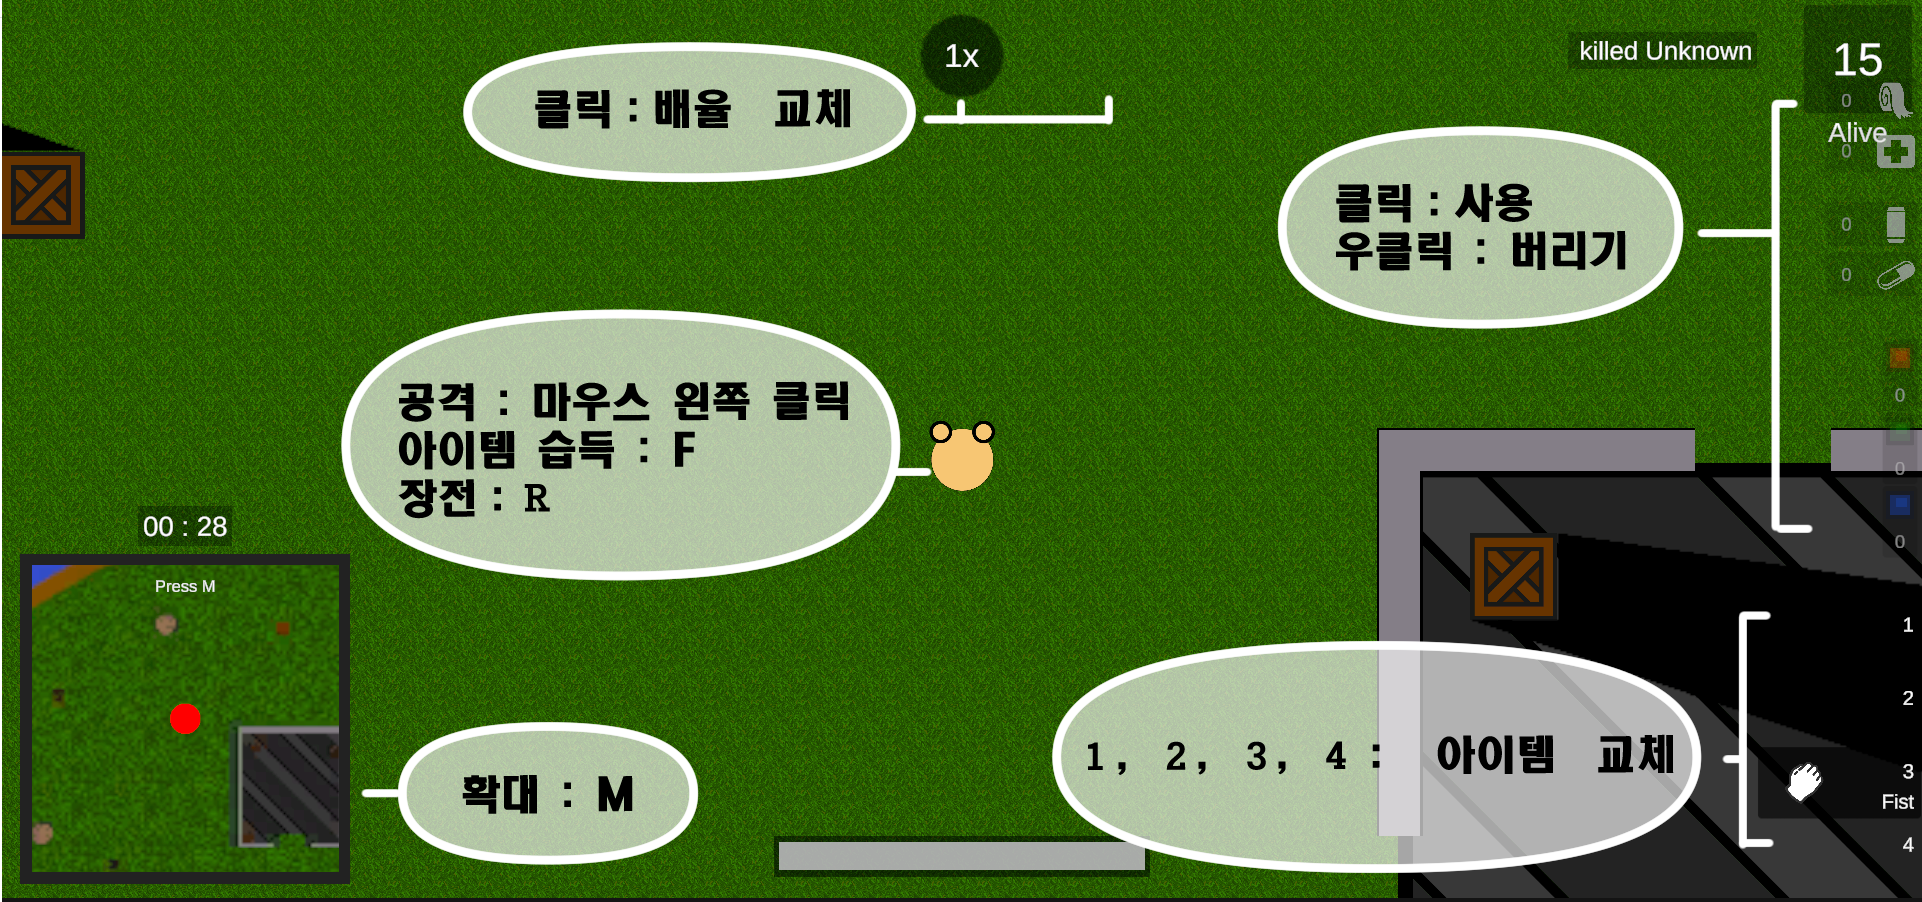 1x
클릭 : 배율 교체
killed Unknown
15
Alive
0
0
0
0
0
0
0
클릭 : 사용
우클릭 : 버리기
공격 : 마우스 왼쪽 클릭
아이템 습득 : F
장전 : R
00 : 28
Press M
확대 : M
1, 2, 3, 4 : 아이템 교체
1
2
3
Fist
4